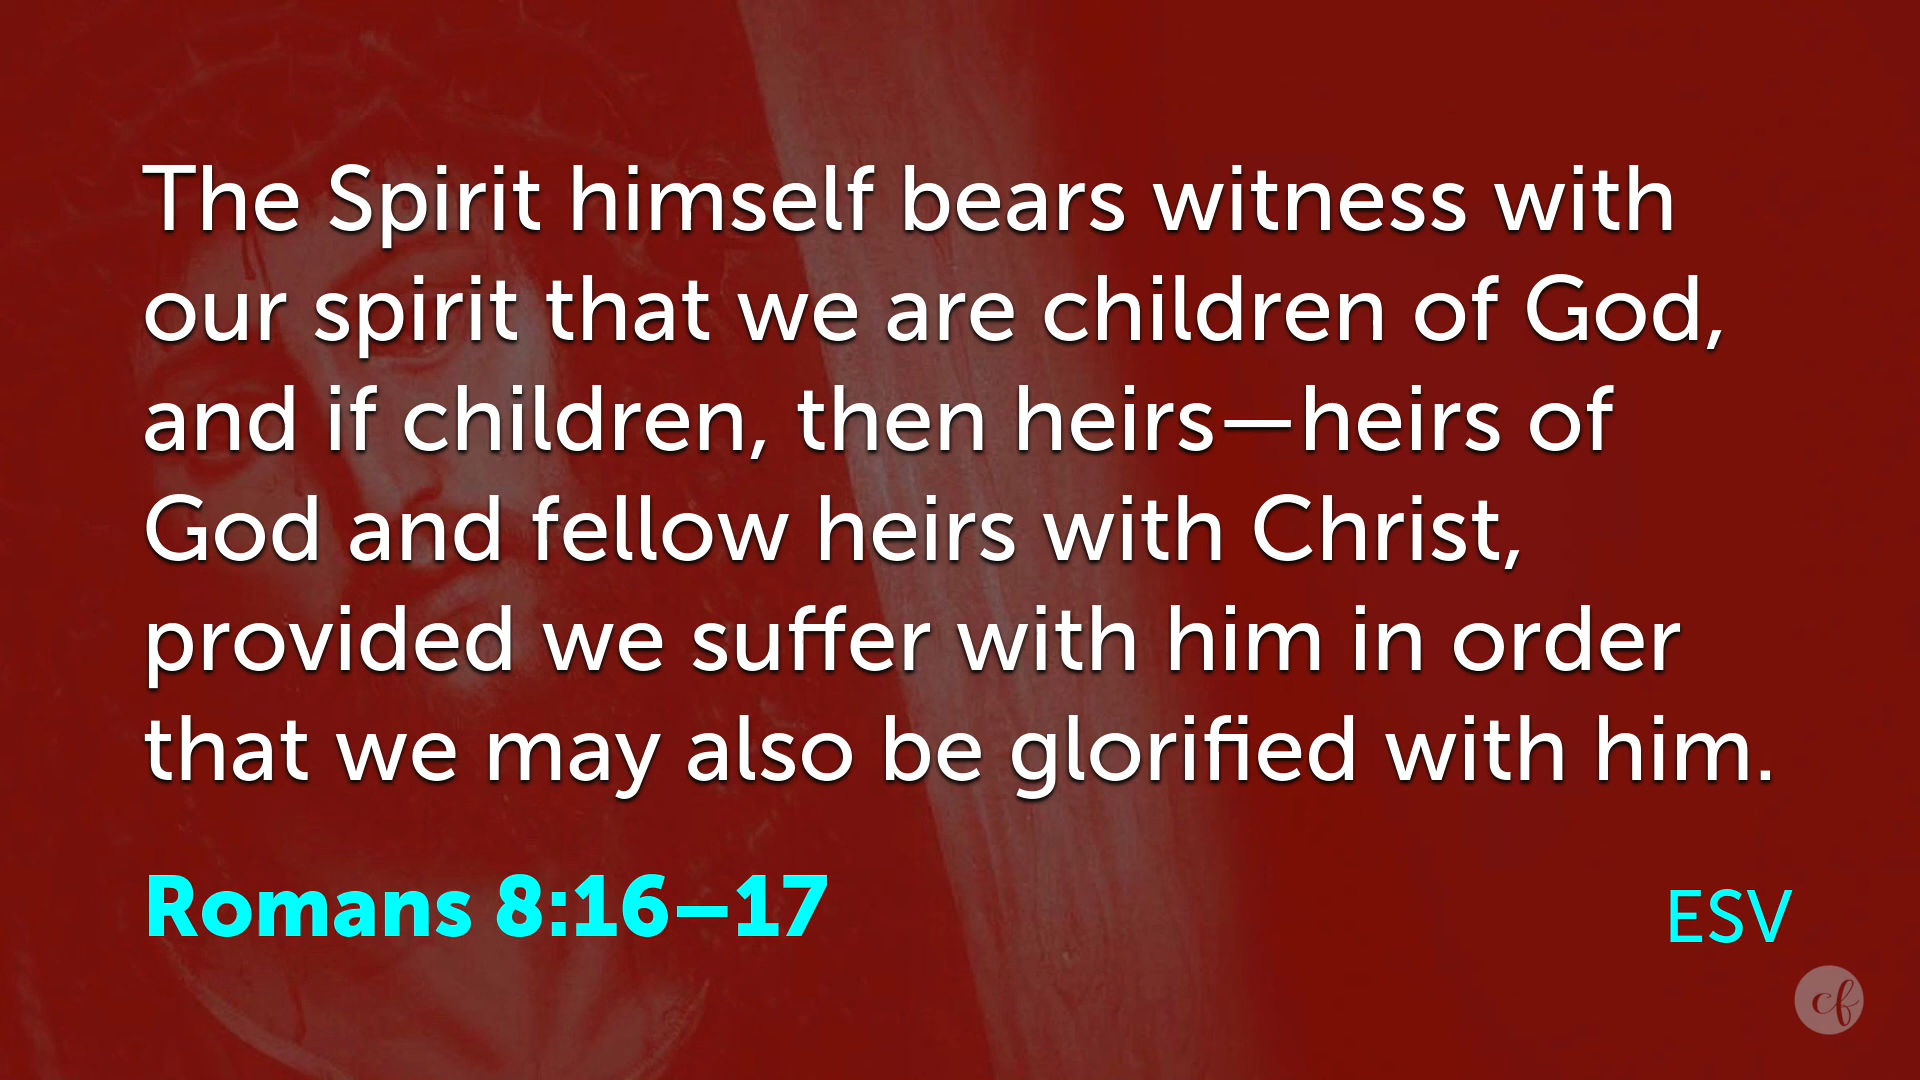 The Spirit himself bears witness with
our spirit that we are children of God,
and if children, then heirs—heirs of
God and fellow heirs with Christ,
provided we suffer with him in order
that we may also be glorified with him.
Romans 8:16–17
ESV
cf